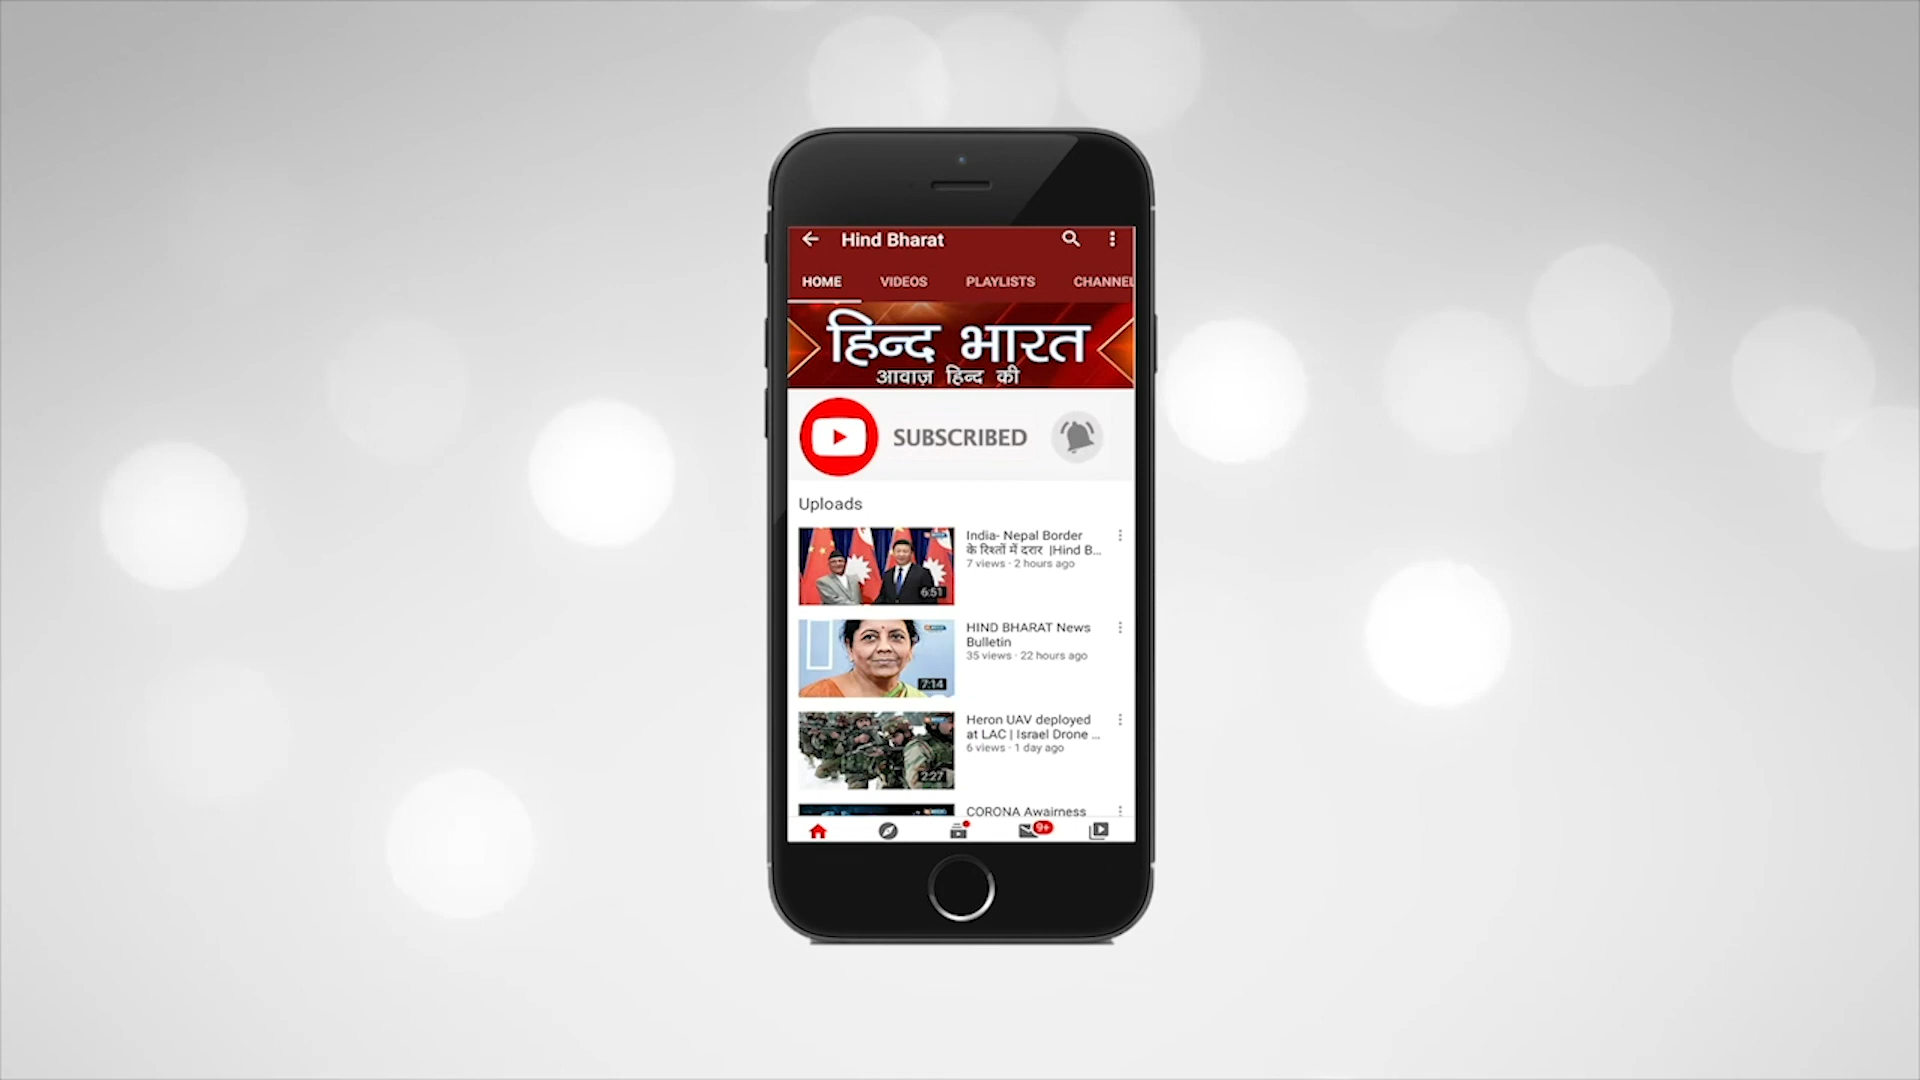 Hind Bharat
HOME VIDEOS PLAYLISTS CHANNEL
हिन्द भारत
आवाज़ हिन्द की
SUBSCRIBED
Uploads
India- Nepal Border
के रिश्तों में दरार |Hind B...
7 views · 2 hours ago
6:51
HIND BHARAT News
Bulletin
35 views · 22 hours ago
7:14
Heron UAV deployed
at LAC | Israel Drone ...
6 views · 1 day ago
2:27
CORONA Awairness
9+